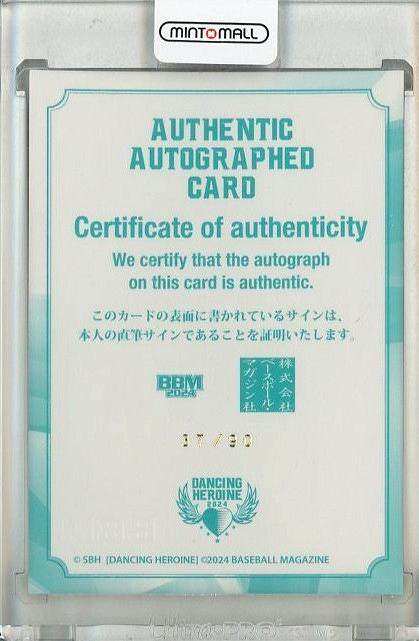 MINT MALL
AUTHENTIC
AUTOGRAPHED
CARD
Certificate of authenticity
We certify that the autograph
on this card is authentic.
このカードの表面に書かれているサインは、
本人の直筆サインであることを証明いたします。
BBM
2024
株式会社
ベースボール・
マガジン社
37/90
DANCING
HEROINE
2024
© SBH [DANCING HEROINE] ©2024 BASEBALL MAGAZINE